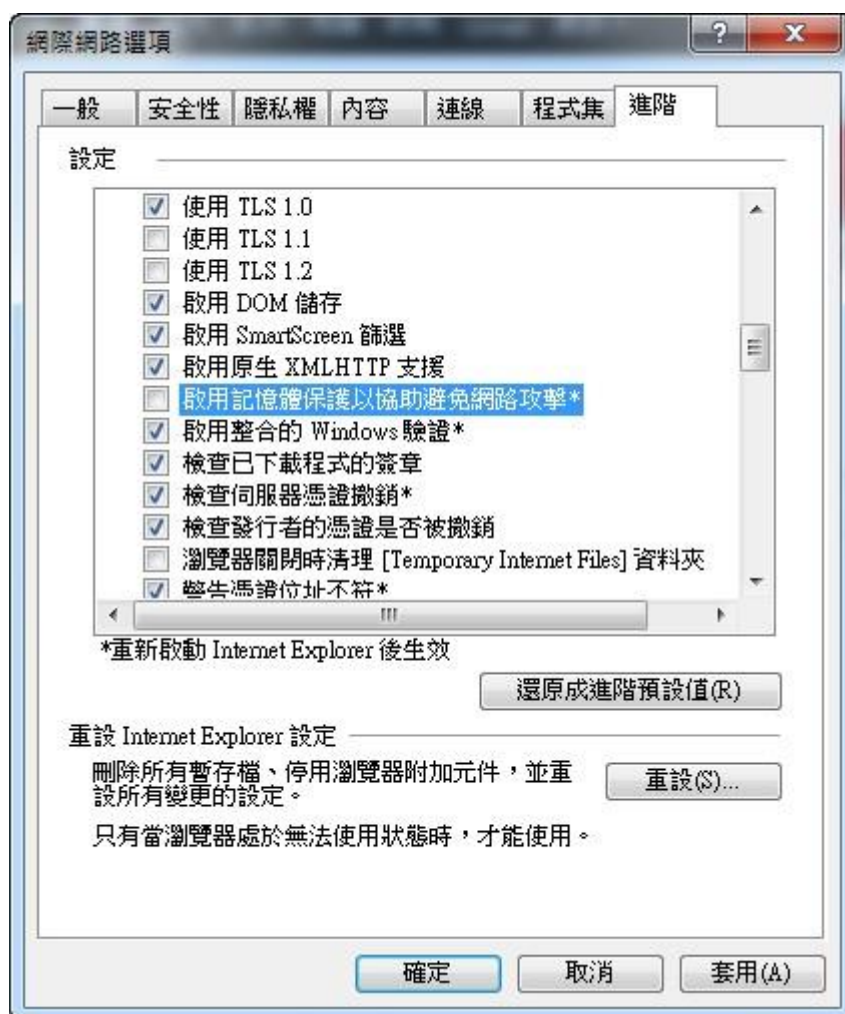 網際網路選項
一般 安全性 隱私權 內容 連線 程式集 進階
設定
使用 TLS 1.0
使用 TLS 1.1
使用 TLS 1.2
啟用 DOM 儲存
啟用 SmartScreen 篩選
啟用原生 XMLHTTP 支援
啟用記憶體保護以協助避免網路攻擊*
啟用整合的 Windows 驗證*
檢查已下載程式的簽章
檢查伺服器憑證撤銷*
檢查發行者的憑證是否被撤銷
瀏覽器關閉時清理 [Temporary Internet Files] 資料夾
警告憑證位址不符*
*重新啟動 Internet Explorer 後生效
還原成進階預設值(R)
重設 Internet Explorer 設定
刪除所有暫存檔、停用瀏覽器附加元件，並重
設所有變更的設定。
重設(S)...
只有當瀏覽器處於無法使用狀態時，才能使用。
確定 取消 套用(A)